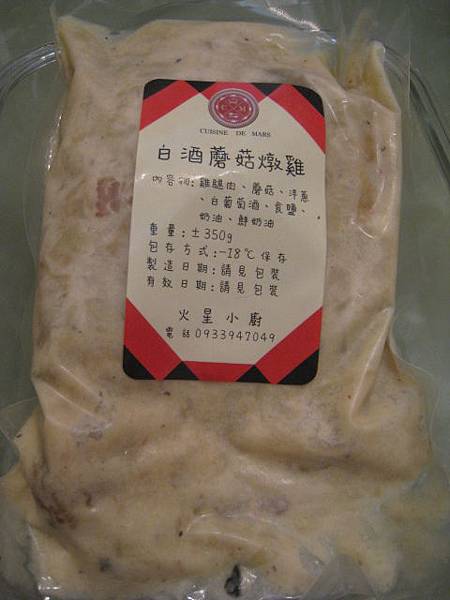 CUISINE DE MARS
白酒蘑菇燉雞
內容物:雞腿肉、蘑菇、洋蔥
、白葡萄酒、食鹽、
奶油、鮮奶油
重量:±350g
包存方式:-18℃保存
製造日期:請見包裝
有效日期:請見包裝
火星小廚
電話0933947049